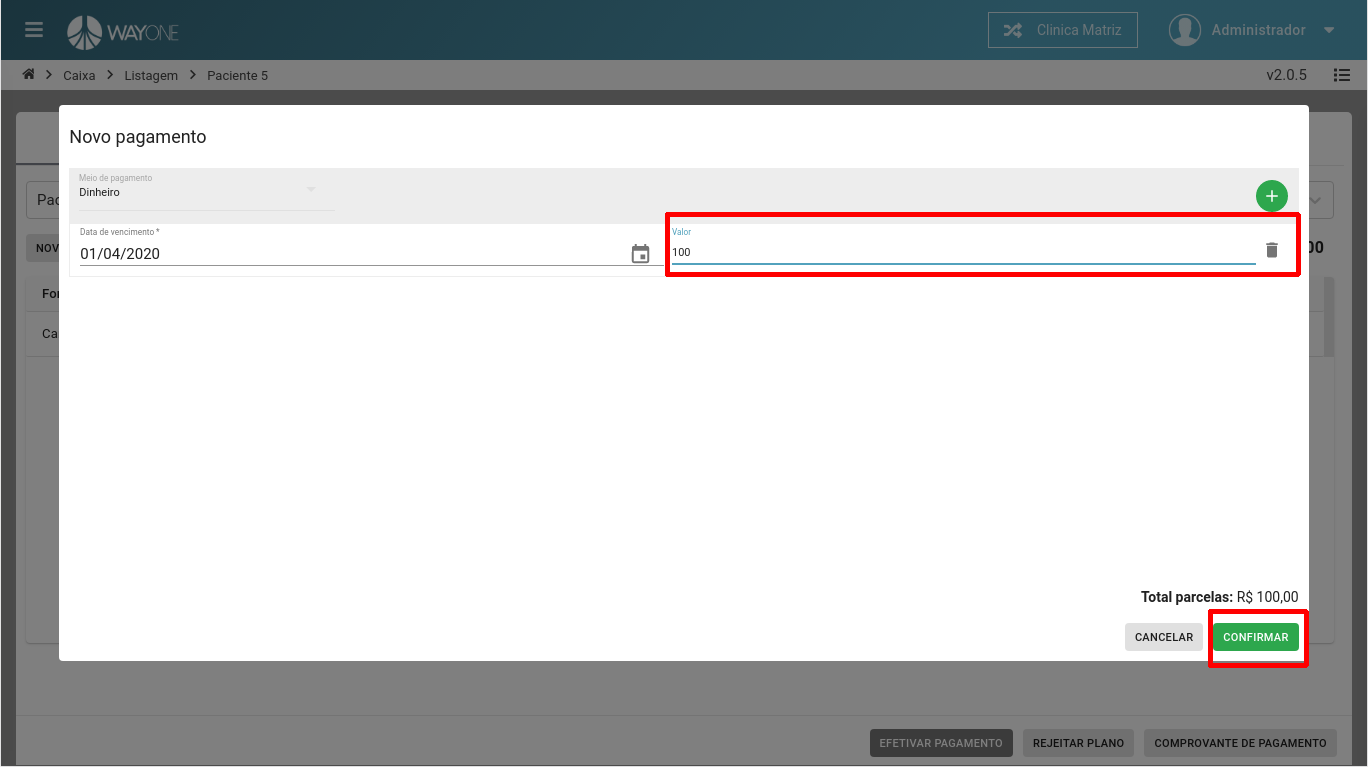 WAYONE
Clinica Matriz
Administrador
Caixa
Listagem
Paciente 5
v2.0.5
Novo pagamento
Meio de pagamento
Dinheiro
Data de vencimento *
Valor
01/04/2020
100
Total parcelas: R$ 100,00
CANCELAR
CONFIRMAR
EFETIVAR PAGAMENTO
REJEITAR PLANO
COMPROVANTE DE PAGAMENTO